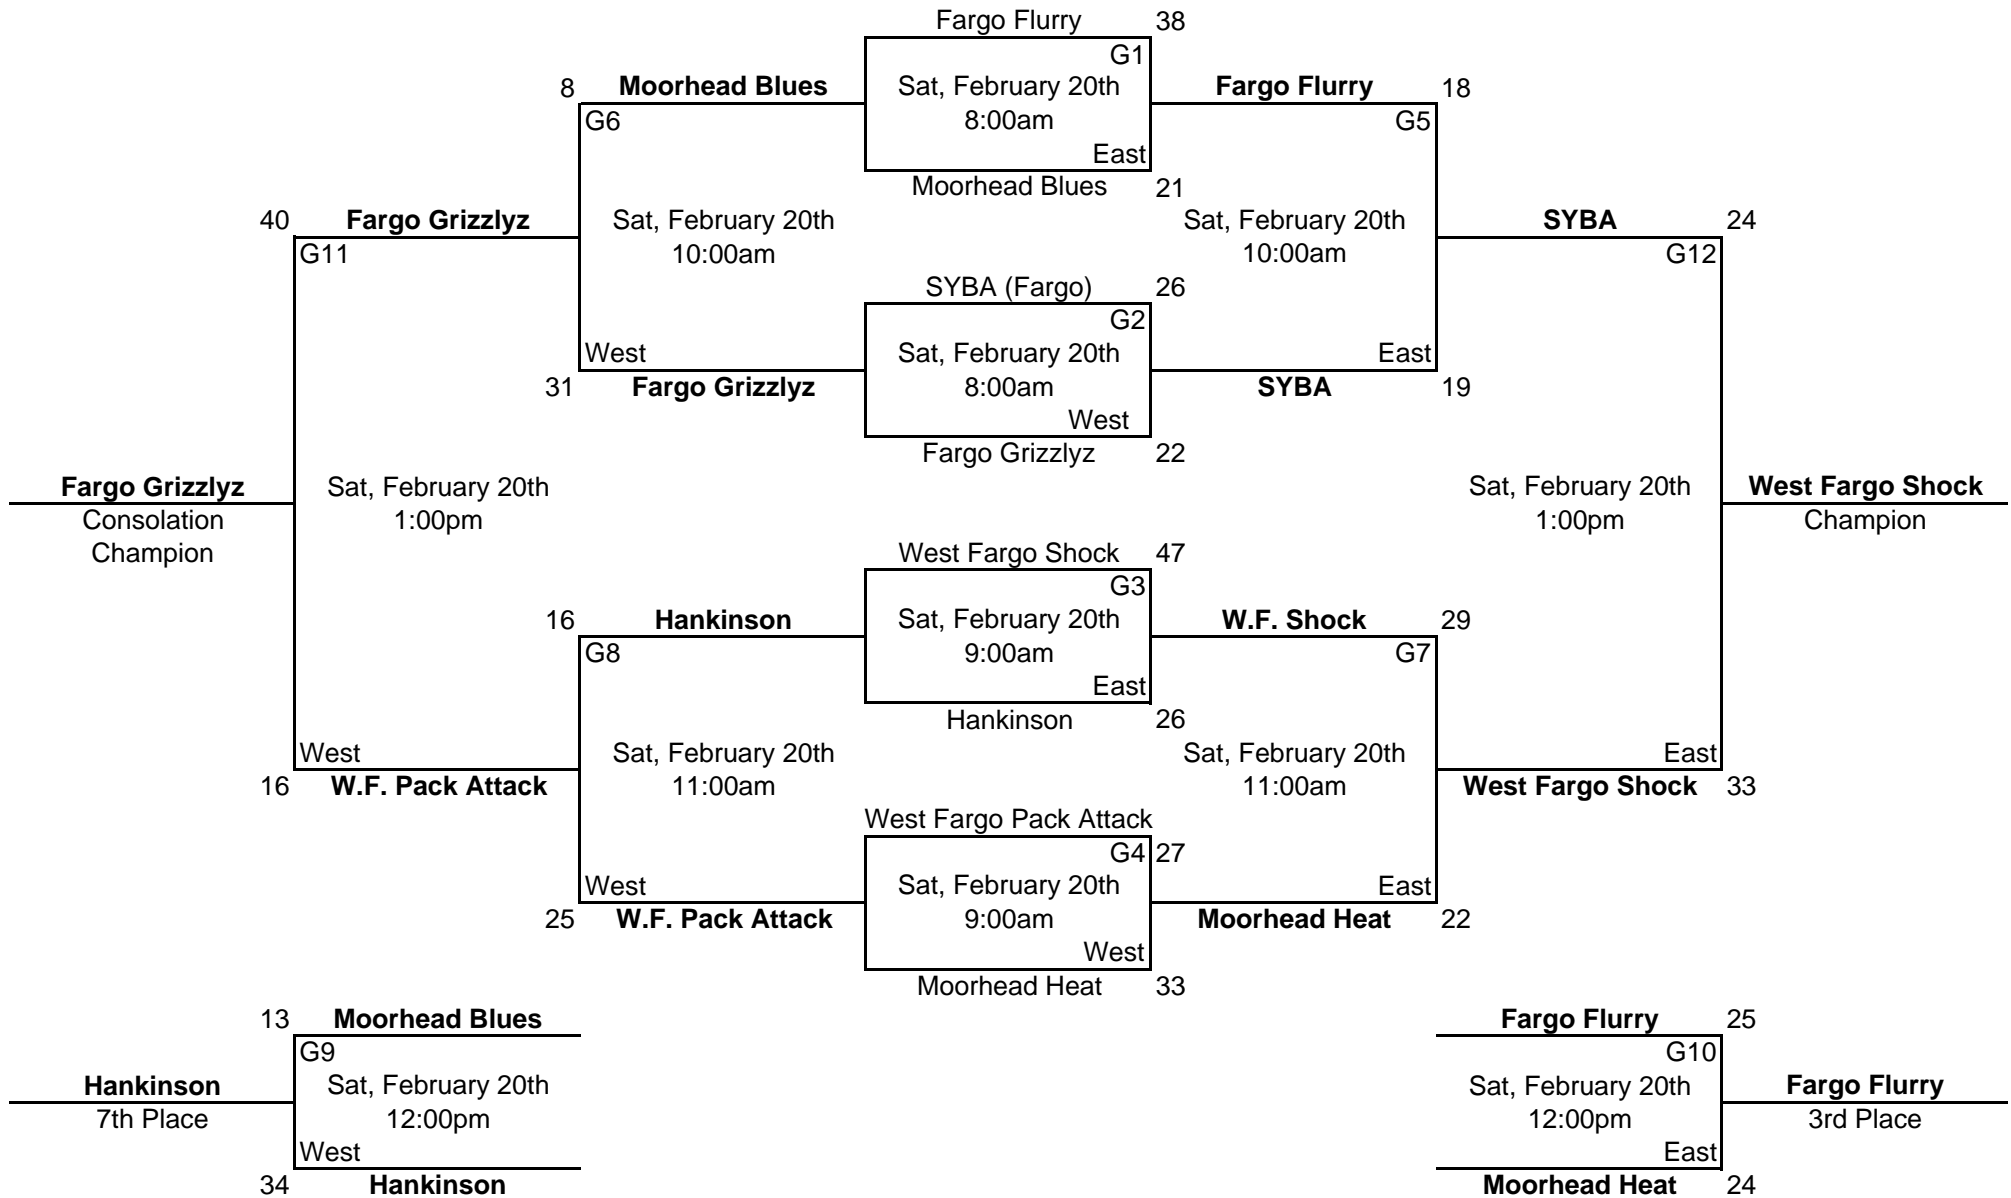 Fargo Flurry 38
G1
8 Moorhead Blues Sat, February 20th Fargo Flurry 18
G6 8:00am G5
East
Moorhead Blues 21
40 Fargo Grizzlyz Sat, February 20th Sat, February 20th SYBA 24
G11 10:00am 10:00am G12
SYBA (Fargo) 26
G2
West Sat, February 20th East
31 Fargo Grizzlyz 8:00am SYBA 19
West
Fargo Grizzlyz 22
Fargo Grizzlyz Sat, February 20th Sat, February 20th West Fargo Shock
Consolation 1:00pm 1:00pm Champion
Champion West Fargo Shock 47
G3
16 Hankinson Sat, February 20th W.F. Shock 29
G8 9:00am G7
East
Hankinson 26
West Sat, February 20th Sat, February 20th East
16 W.F. Pack Attack 11:00am 11:00am West Fargo Shock 33
West Fargo Pack Attack
G4 27
West Sat, February 20th East
25 W.F. Pack Attack 9:00am Moorhead Heat 22
West
Moorhead Heat 33
13 Moorhead Blues Fargo Flurry 25
G9 G10
Hankinson Sat, February 20th Sat, February 20th Fargo Flurry
7th Place 12:00pm 12:00pm 3rd Place
West East
34 Hankinson Moorhead Heat 24